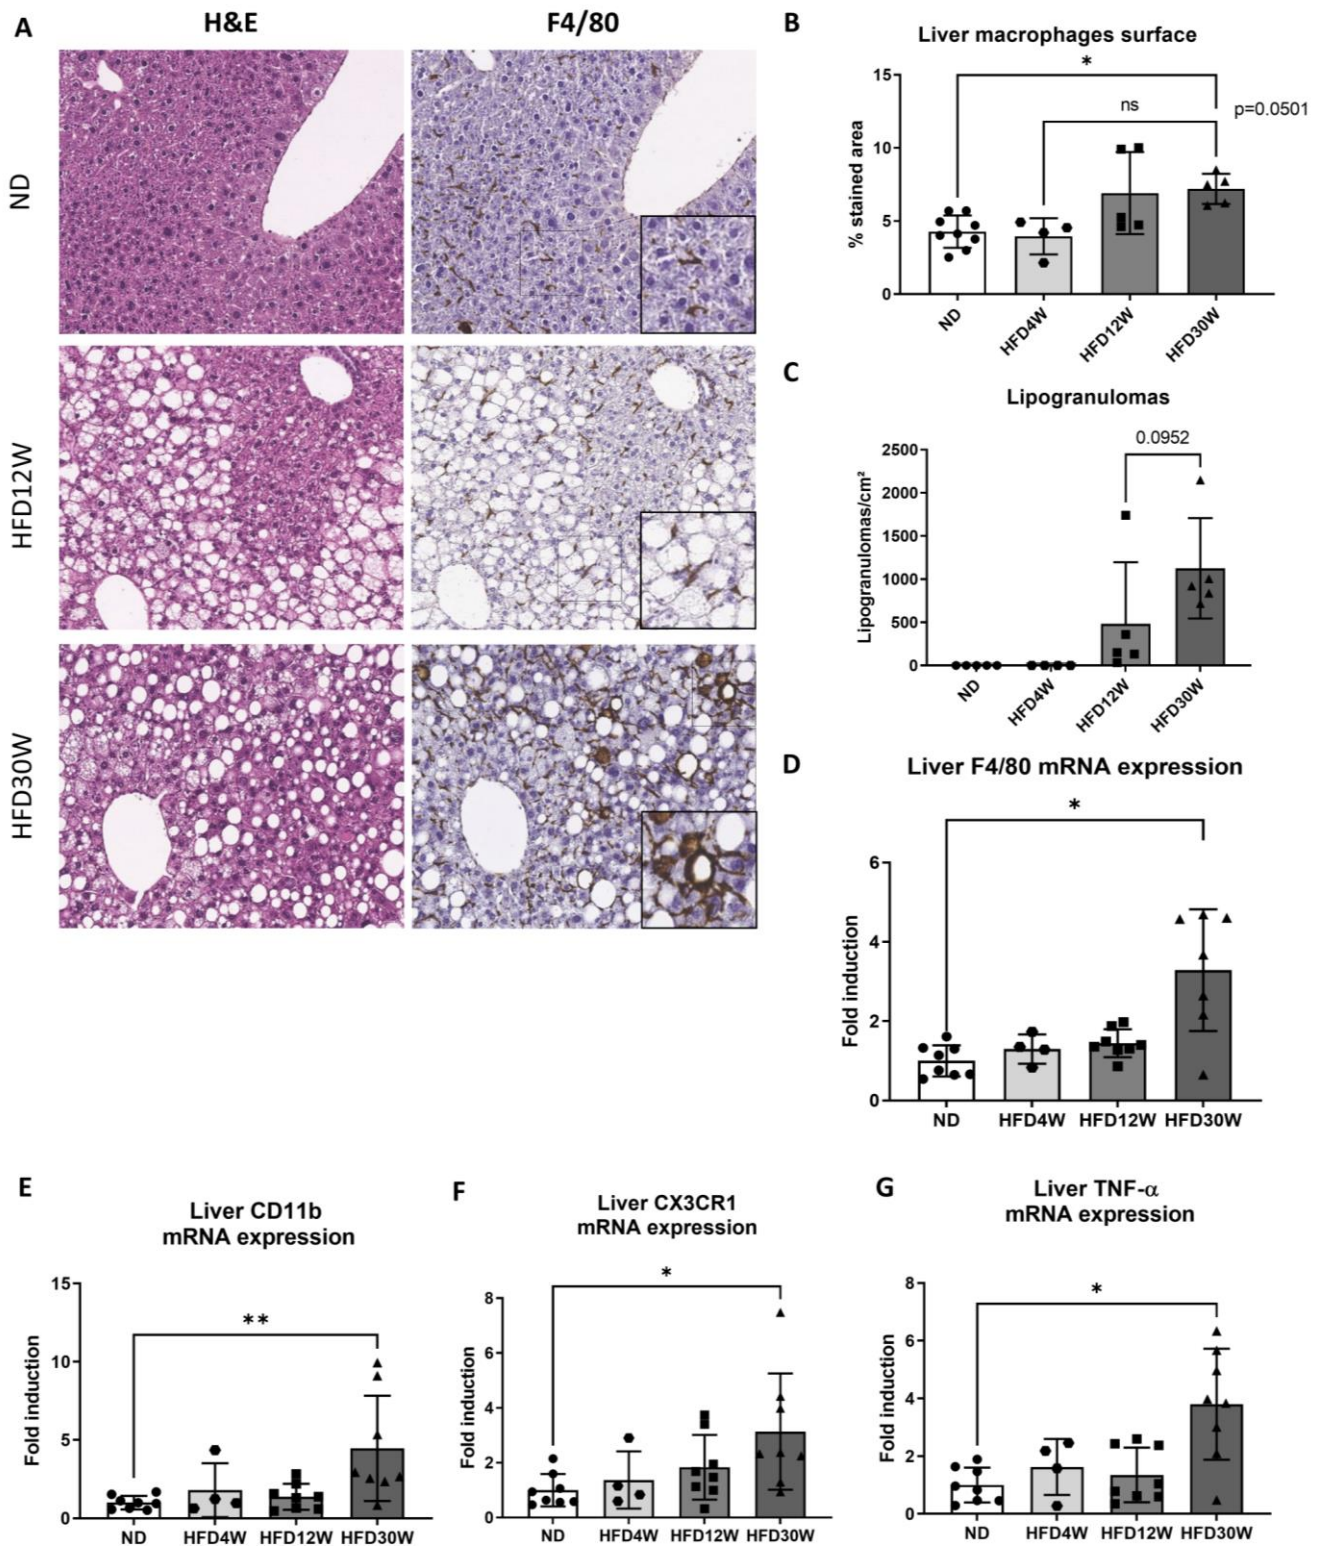 A
H&E
F4/80
ND
HFD12W
HFD30W
B
Liver macrophages surface
*
ns
p=0.0501
% stained area
15
10
5
0
ND
HFD4W
HFD12W
HFD30W
C
Lipogranulomas
0.0952
Lipogranulomas/cm²
2500
2000
1500
1000
500
0
ND
HFD4W
HFD12W
HFD30W
D
Liver F4/80 mRNA expression
*
Fold induction
6
4
2
0
ND HFD4W HFD12W HFD30W
E
Liver CD11b
mRNA expression
**
Fold induction
15
10
5
0
ND HFD4W HFD12W HFD30W
F
Liver CX3CR1
mRNA expression
*
Fold induction
8
6
4
2
0
ND HFD4W HFD12W HFD30W
G
Liver TNF-α
mRNA expression
*
Fold induction
8
6
4
2
0
ND HFD4W HFD12W HFD30W